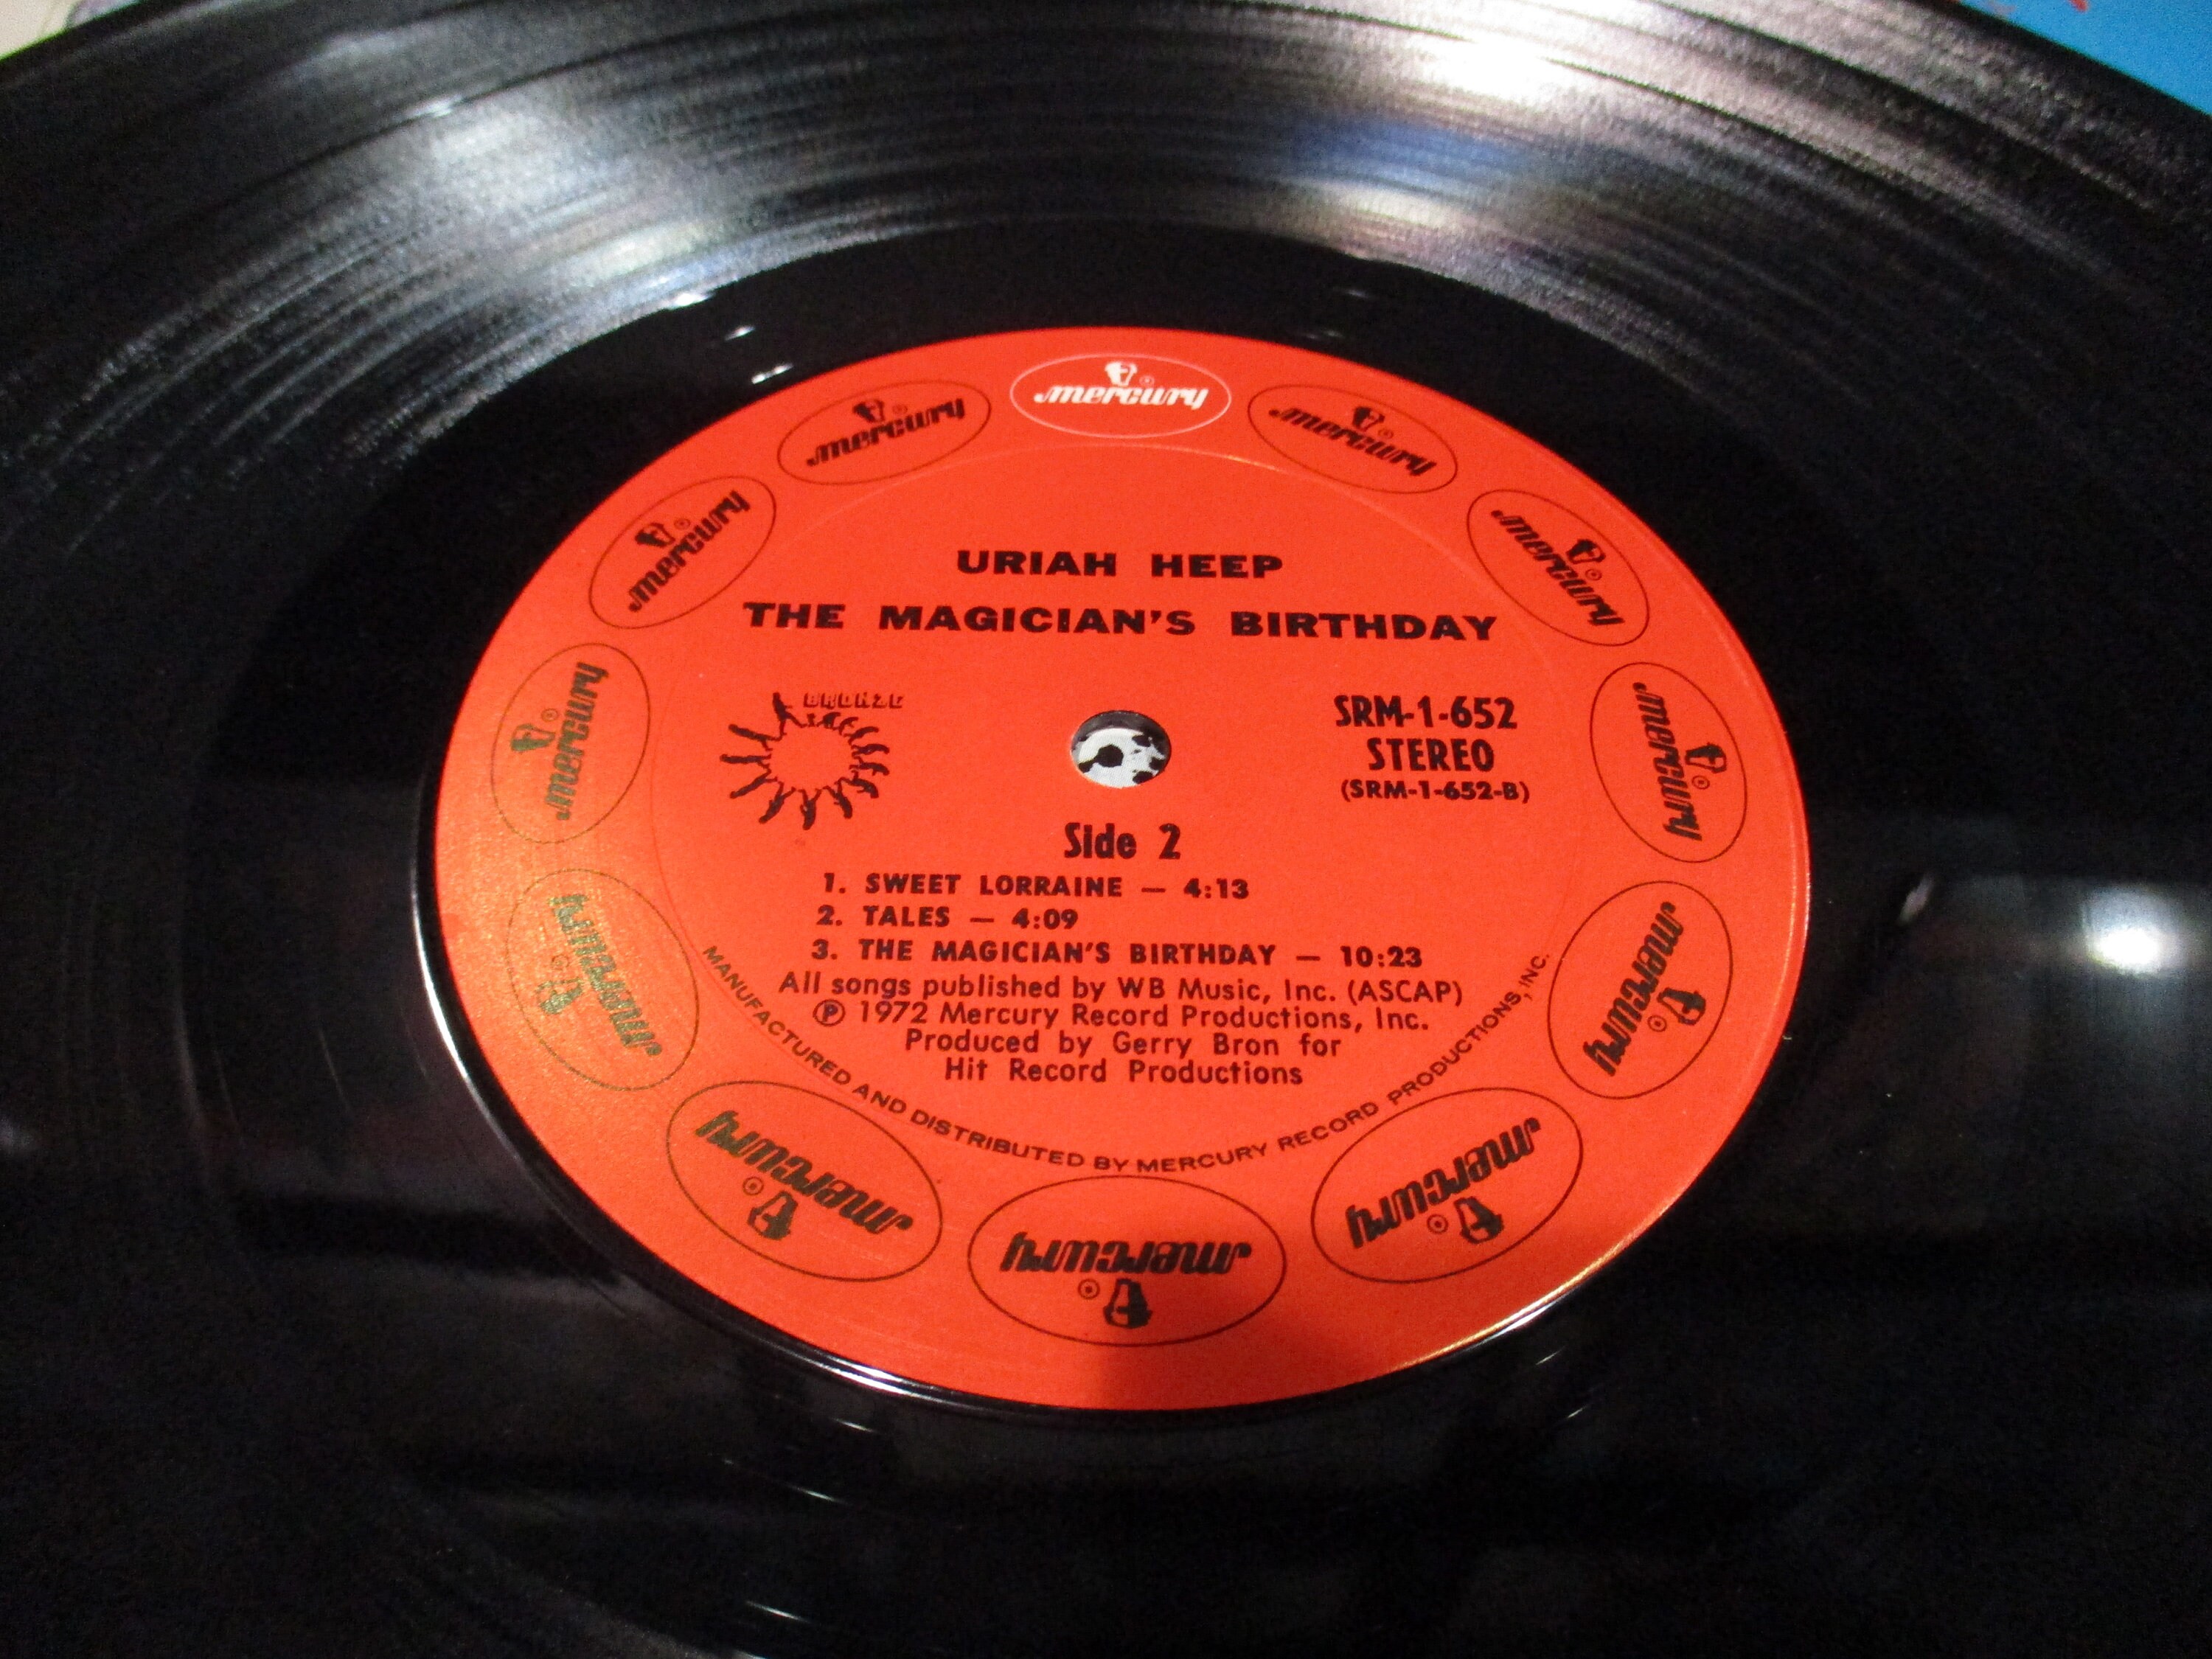 mercury
mercury
mercury
mercury
mercury
mercury
mercury
mercury
mercury
mercury
mercury
mercury
URIAH HEEP
THE MAGICIAN'S BIRTHDAY
BRONZE
SRM-1-652
STEREO
(SRM-1-652-B)
Side 2
1. SWEET LORRAINE — 4:13
2. TALES — 4:09
3. THE MAGICIAN'S BIRTHDAY — 10:23
All songs published by WB Music, Inc. (ASCAP)
Ⓟ 1972 Mercury Record Productions, Inc.
Produced by Gerry Bron for
Hit Record Productions
MANUFACTURED AND DISTRIBUTED BY MERCURY RECORD PRODUCTIONS, INC.